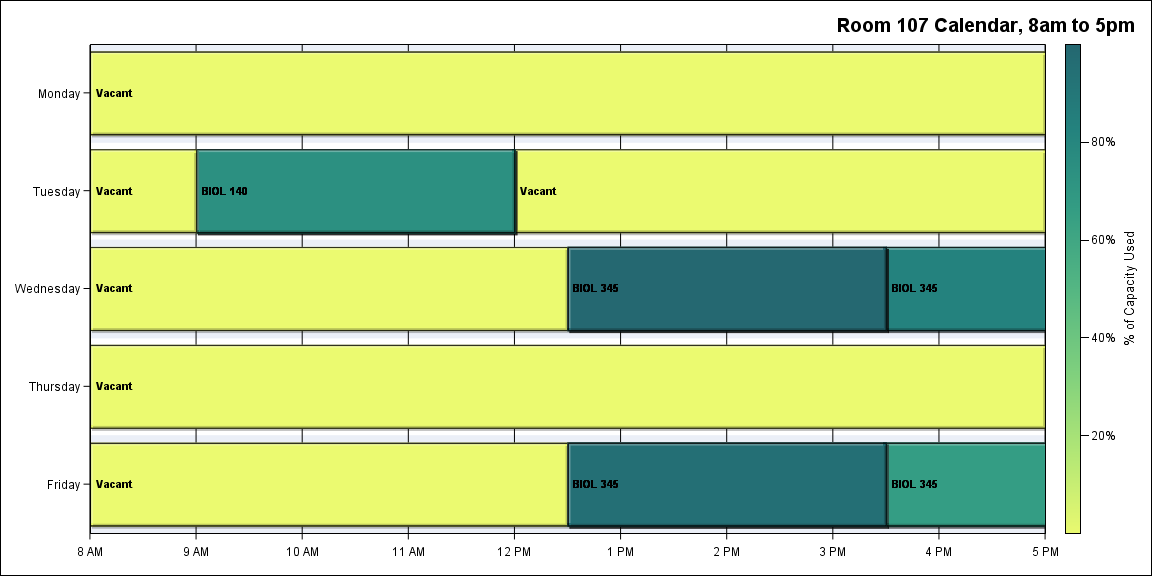 Room 107 Calendar, 8am to 5pm
Monday
Vacant
Tuesday
Vacant
BIOL 140
Vacant
Wednesday
Vacant
BIOL 345
BIOL 345
Thursday
Vacant
Friday
Vacant
BIOL 345
BIOL 345
8 AM
9 AM
10 AM
11 AM
12 PM
1 PM
2 PM
3 PM
4 PM
5 PM
80%
60%
40%
20%
% of Capacity Used